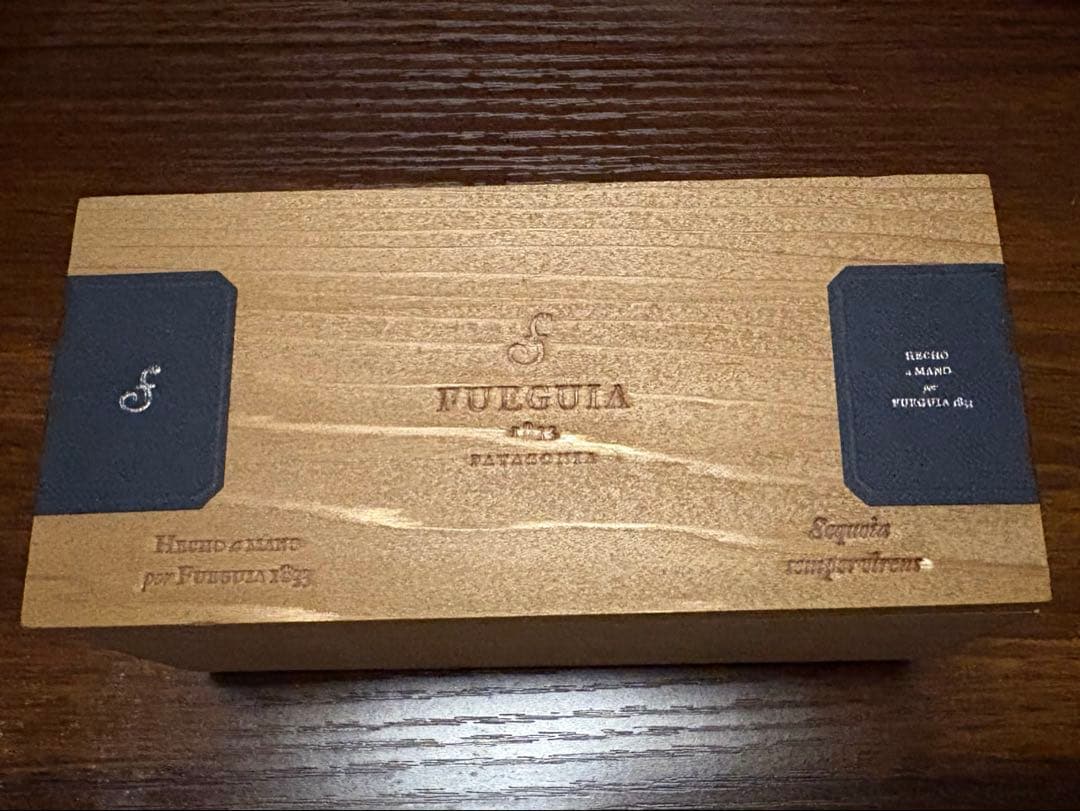 f
HECHO
a MANO
por
FUEGUIA 1833
f
FUEGUIA
1833
PATAGONIA
HECHO a MANO
por FUEGUIA 1833
Sequoia
sempervirens